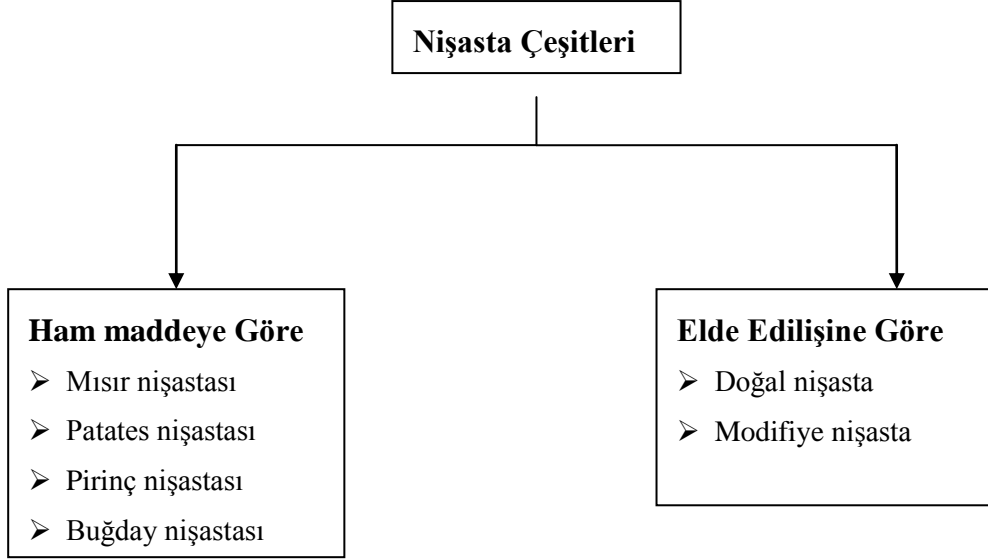 Nişasta Çeşitleri
Ham maddeye Göre
➢ Mısır nişastası
➢ Patates nişastası
➢ Pirinç nişastası
➢ Buğday nişastası
Elde Edilişine Göre
➢ Doğal nişasta
➢ Modifiye nişasta